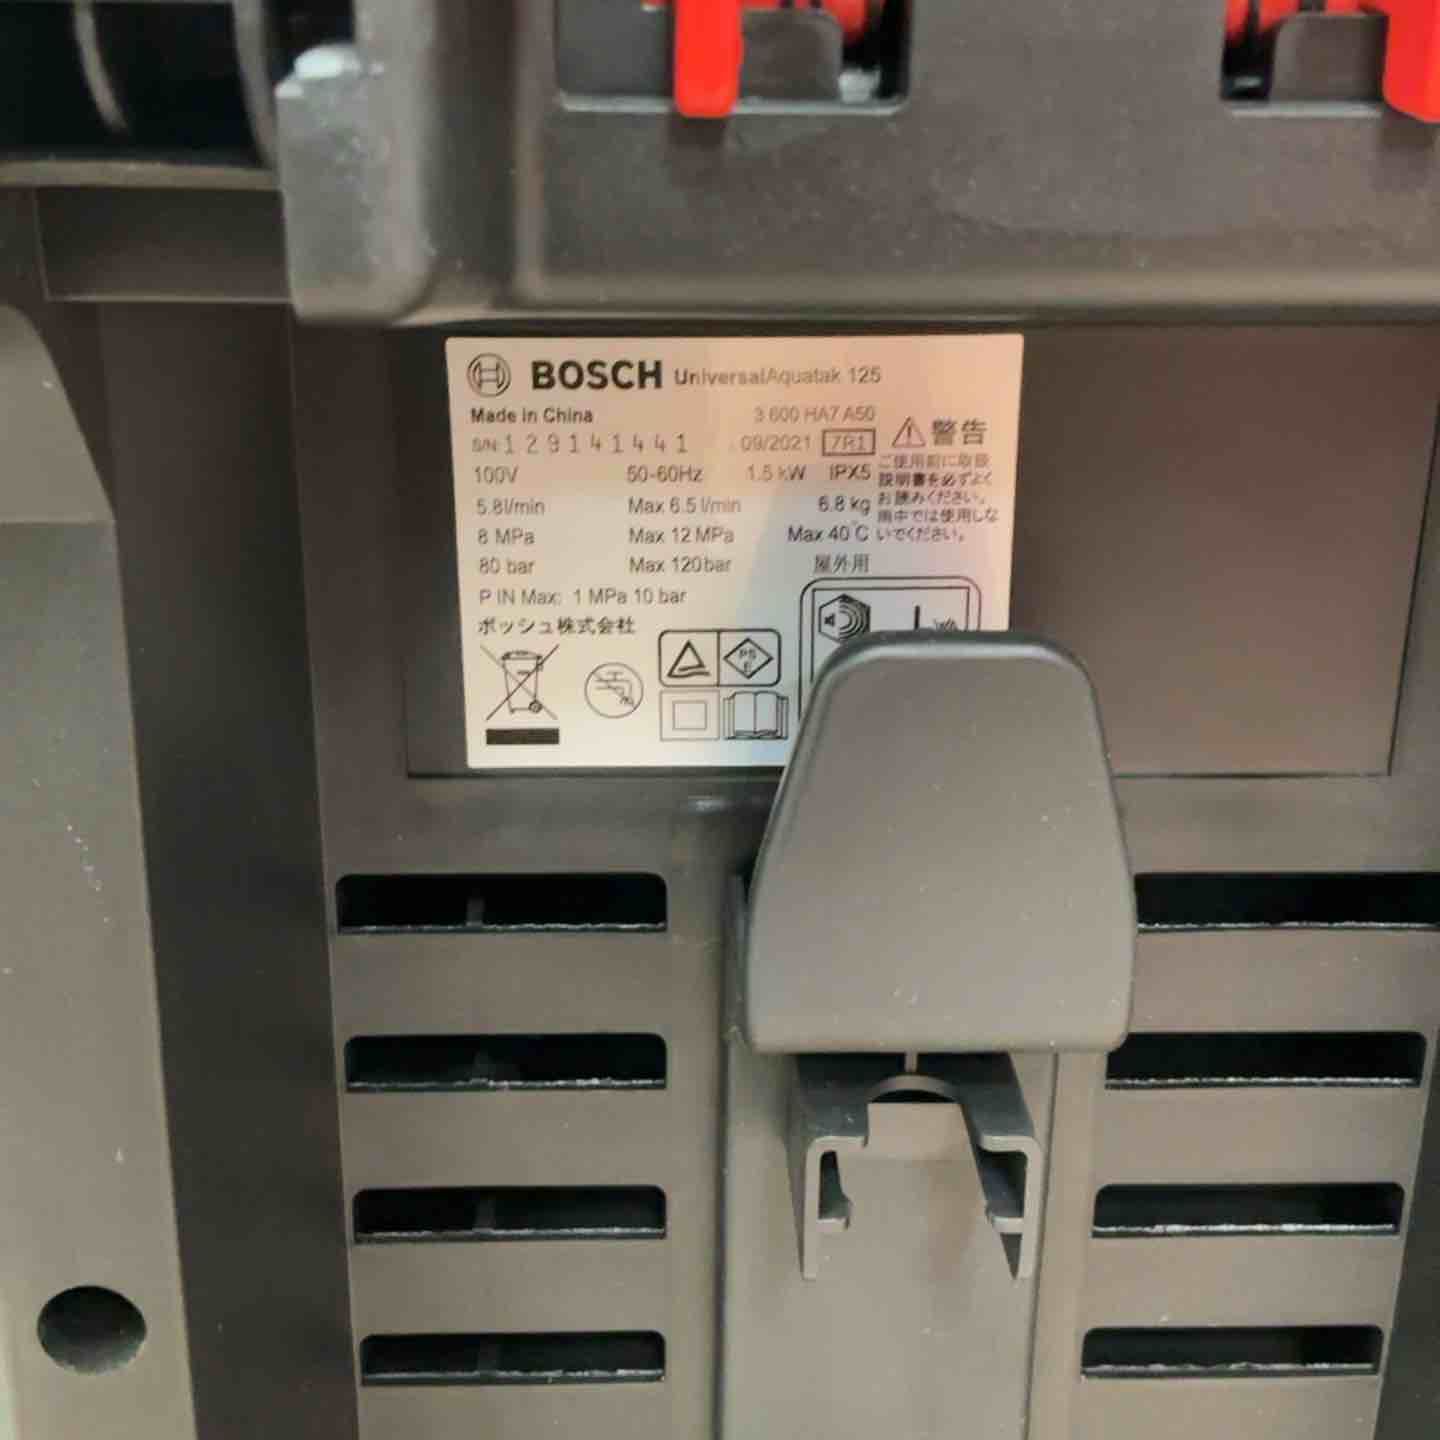 BOSCH UniversalAquatak 125
Made in China 3 600 HA7 A50
S/N: 129141441 09/2021 7R1
警告
100V 50-60Hz 1.5 kW IPX5
ご使用前に取扱
説明書を必ずよく
お読みください。
雨中では使用しな
いでください。
5.8l/min Max 6.5 l/min 6.8 kg
8 MPa Max 12 MPa Max 40°C
80 bar Max 120bar 屋外用
P IN Max: 1 MPa 10 bar
ボッシュ株式会社
PS
E